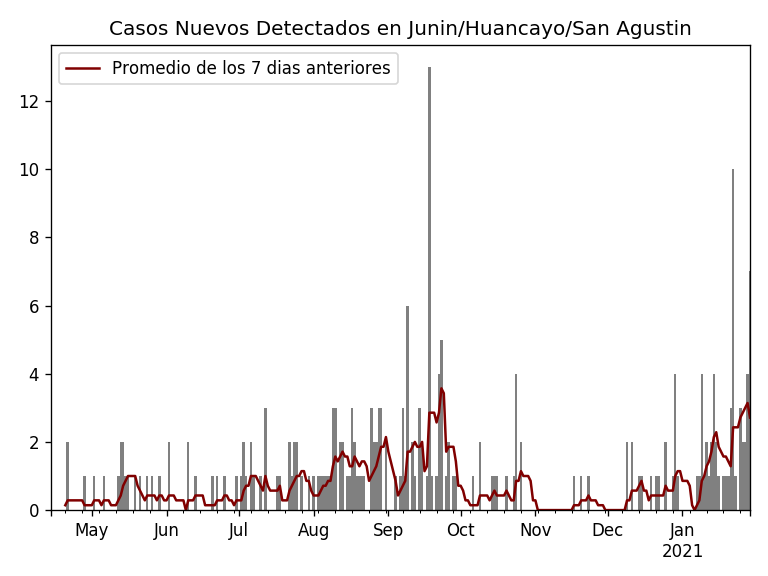 Casos Nuevos Detectados en Junin/Huancayo/San Agustin
Promedio de los 7 dias anteriores
12
10
8
6
4
2
0
May Jun Jul Aug Sep Oct Nov Dec Jan
2021